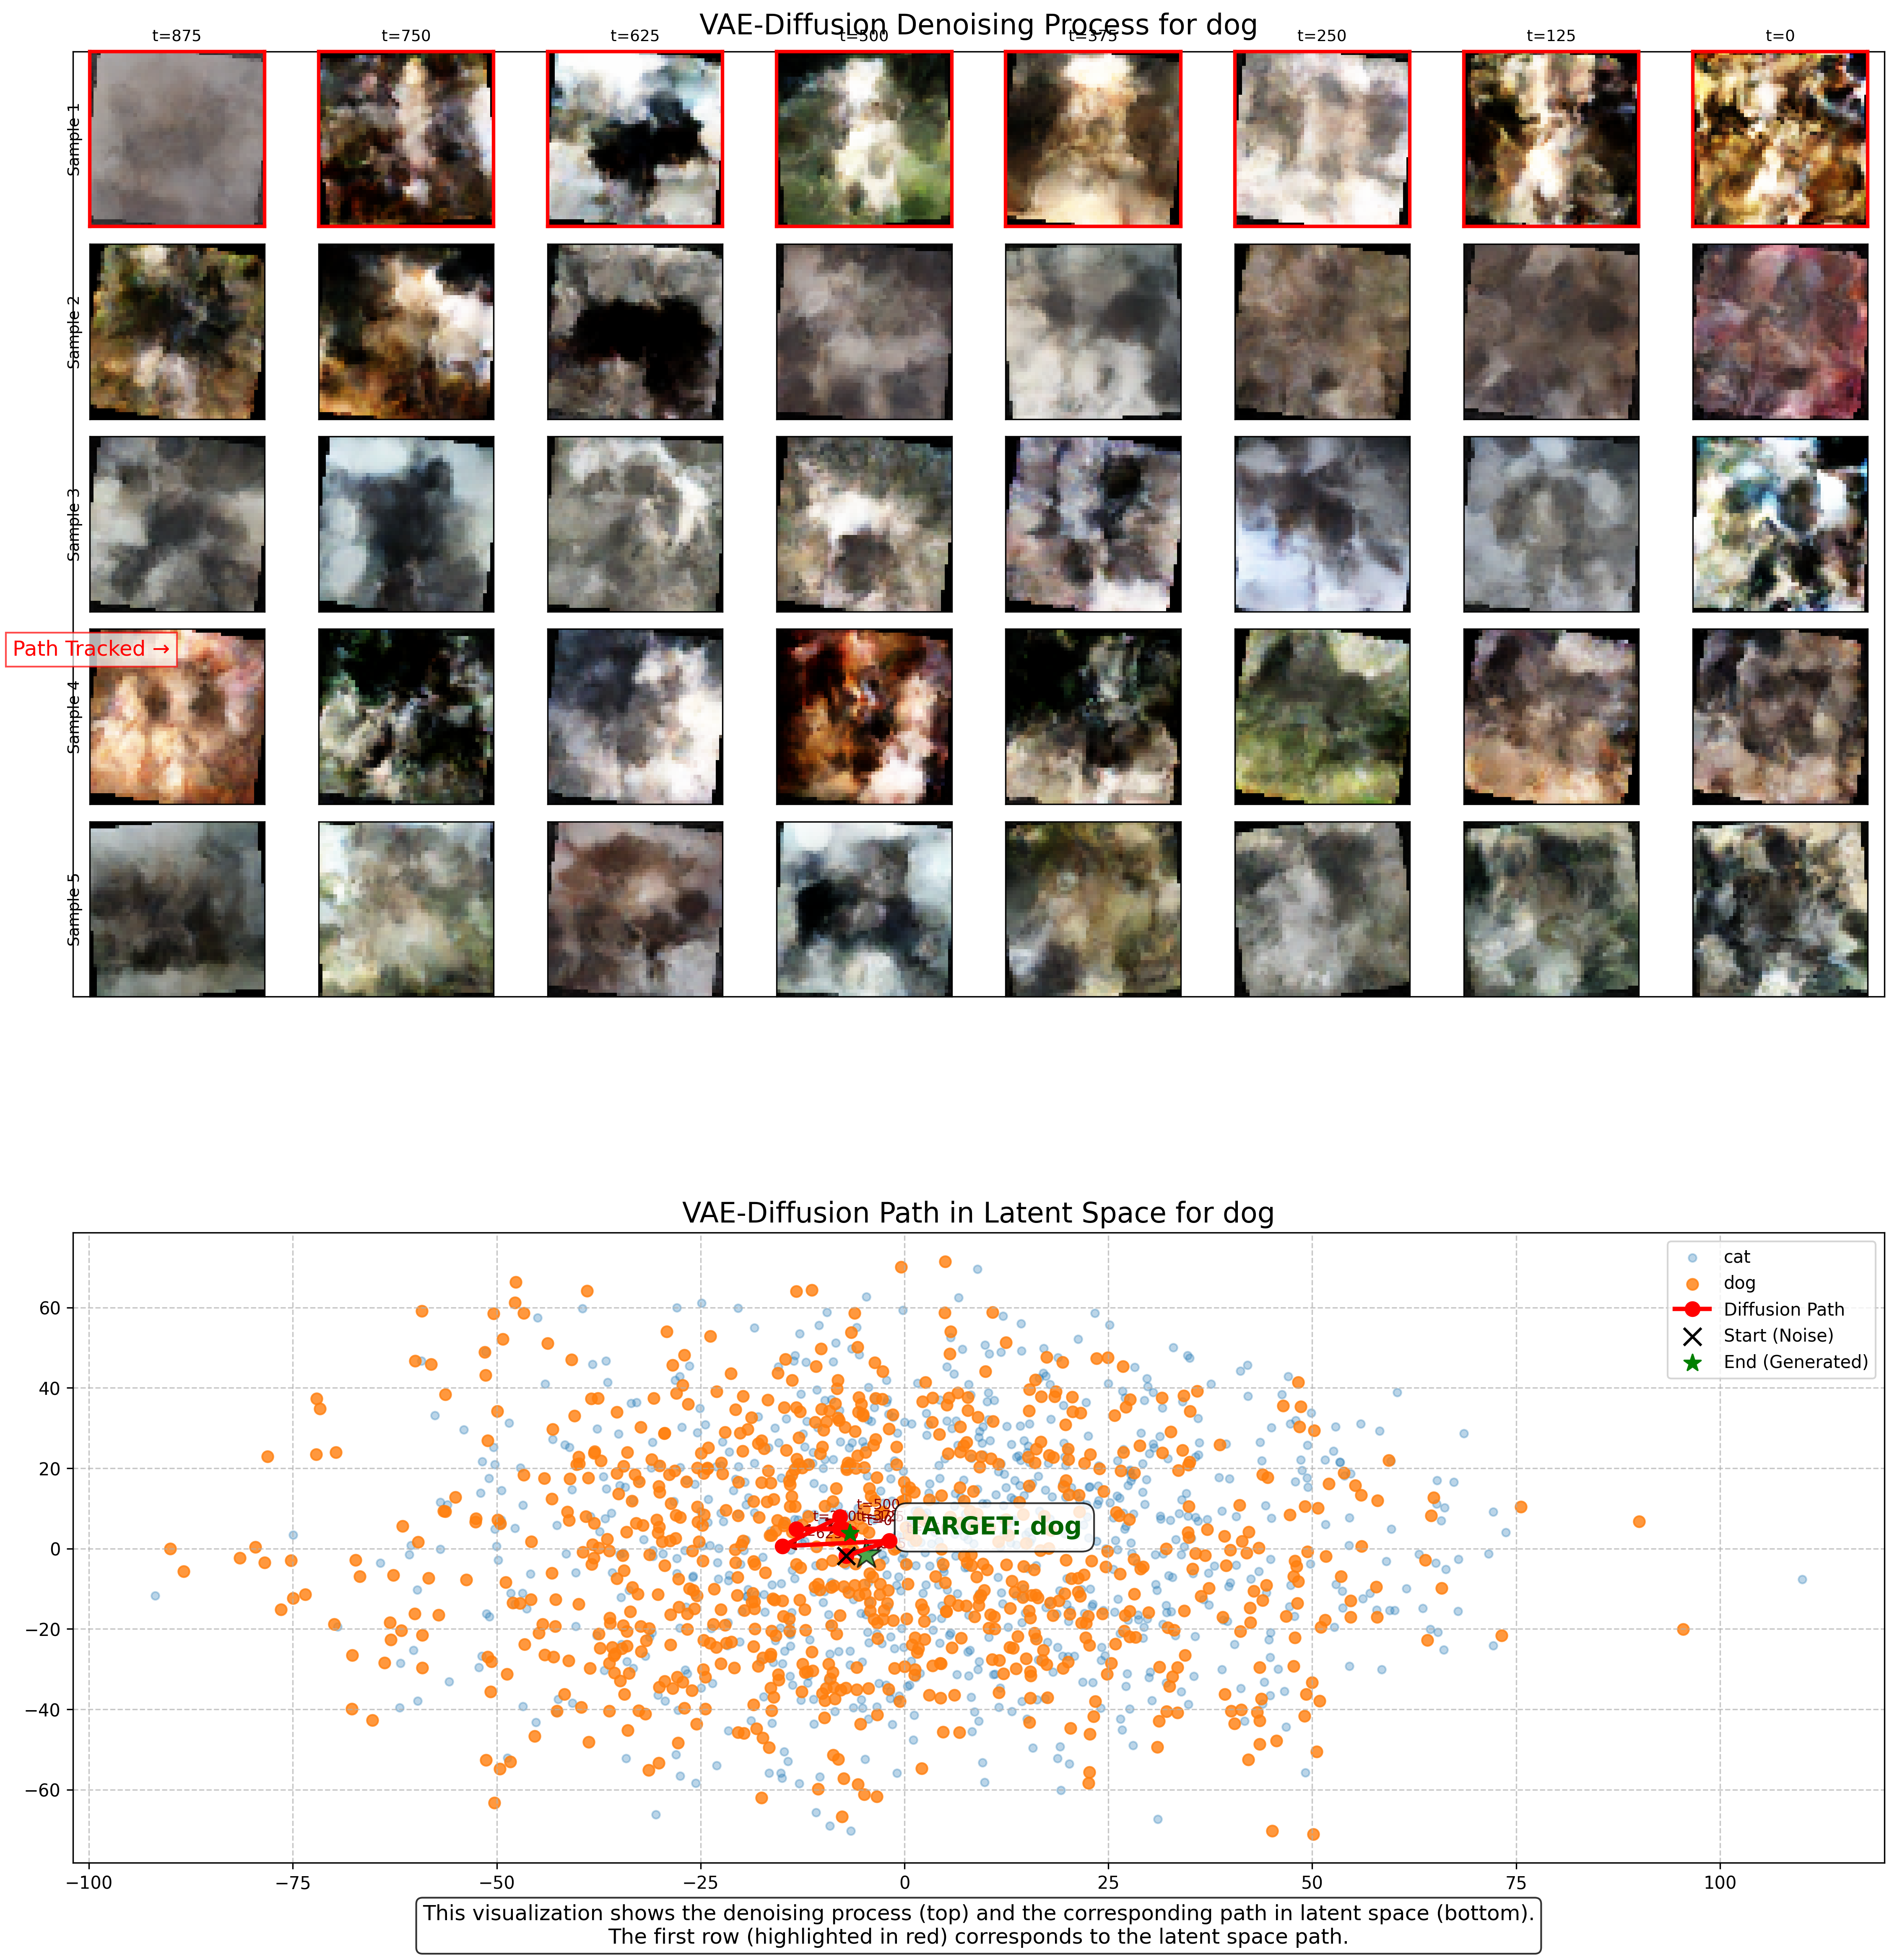 VAE-Diffusion Denoising Process for dog
t=875
t=750
t=625
t=500
t=375
t=250
t=125
t=0
Sample 1
Sample 2
Sample 3
Path Tracked →
Sample 4
Sample 5
VAE-Diffusion Path in Latent Space for dog
cat
dog
Diffusion Path
Start (Noise)
End (Generated)
60
40
20
0
−20
−40
−60
t=500
TARGET: dog
−100
−75
−50
−25
0
25
50
75
100
This visualization shows the denoising process (top) and the corresponding path in latent space (bottom).
The first row (highlighted in red) corresponds to the latent space path.